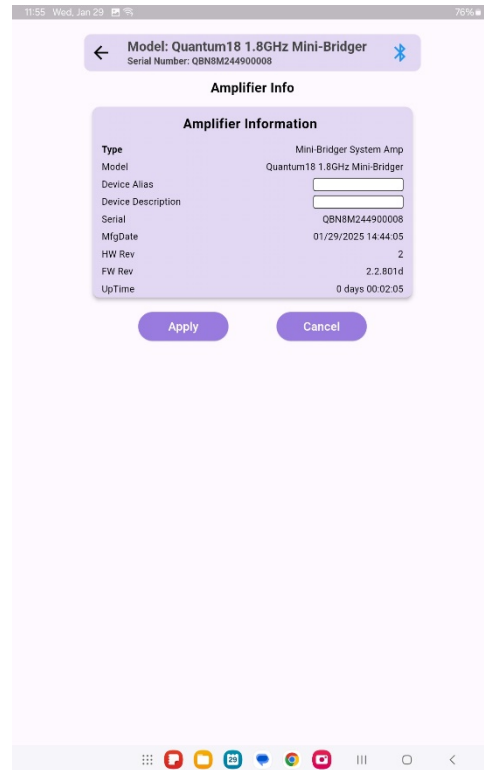 11:55 Wed, Jan 29 76%
Model: Quantum18 1.8GHz Mini-Bridger
Serial Number: QBN8M244900008
Amplifier Info
Amplifier Information
Type Mini-Bridger System Amp
Model Quantum18 1.8GHz Mini-Bridger
Device Alias
Device Description
Serial QBN8M244900008
MfgDate 01/29/2025 14:44:05
HW Rev 2
FW Rev 2.2.801d
UpTime 0 days 00:02:05
Apply Cancel
29